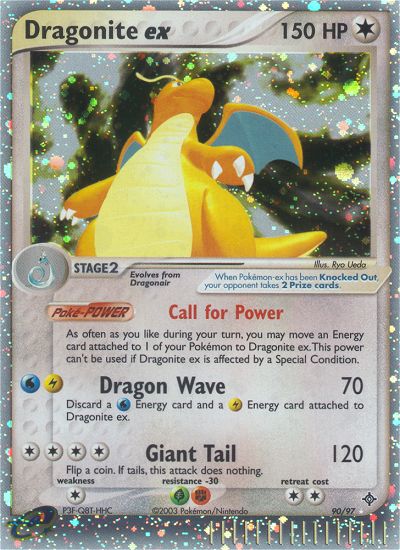 Dragonite ex 150 HP
Illus. Ryo Ueda
STAGE2
Evolves from
Dragonair
When Pokémon-ex has been Knocked Out,
your opponent takes 2 Prize cards.
Poké-POWER Call for Power
As often as you like during your turn, you may move an Energy
card attached to 1 of your Pokémon to Dragonite ex. This power
can't be used if Dragonite ex is affected by a Special Condition.
Dragon Wave 70
Discard a Energy card and a Energy card attached to
Dragonite ex.
Giant Tail 120
Flip a coin. If tails, this attack does nothing.
weakness resistance -30 retreat cost
P3F-Q8T-HHC ©2003 Pokémon/Nintendo 90/97
e